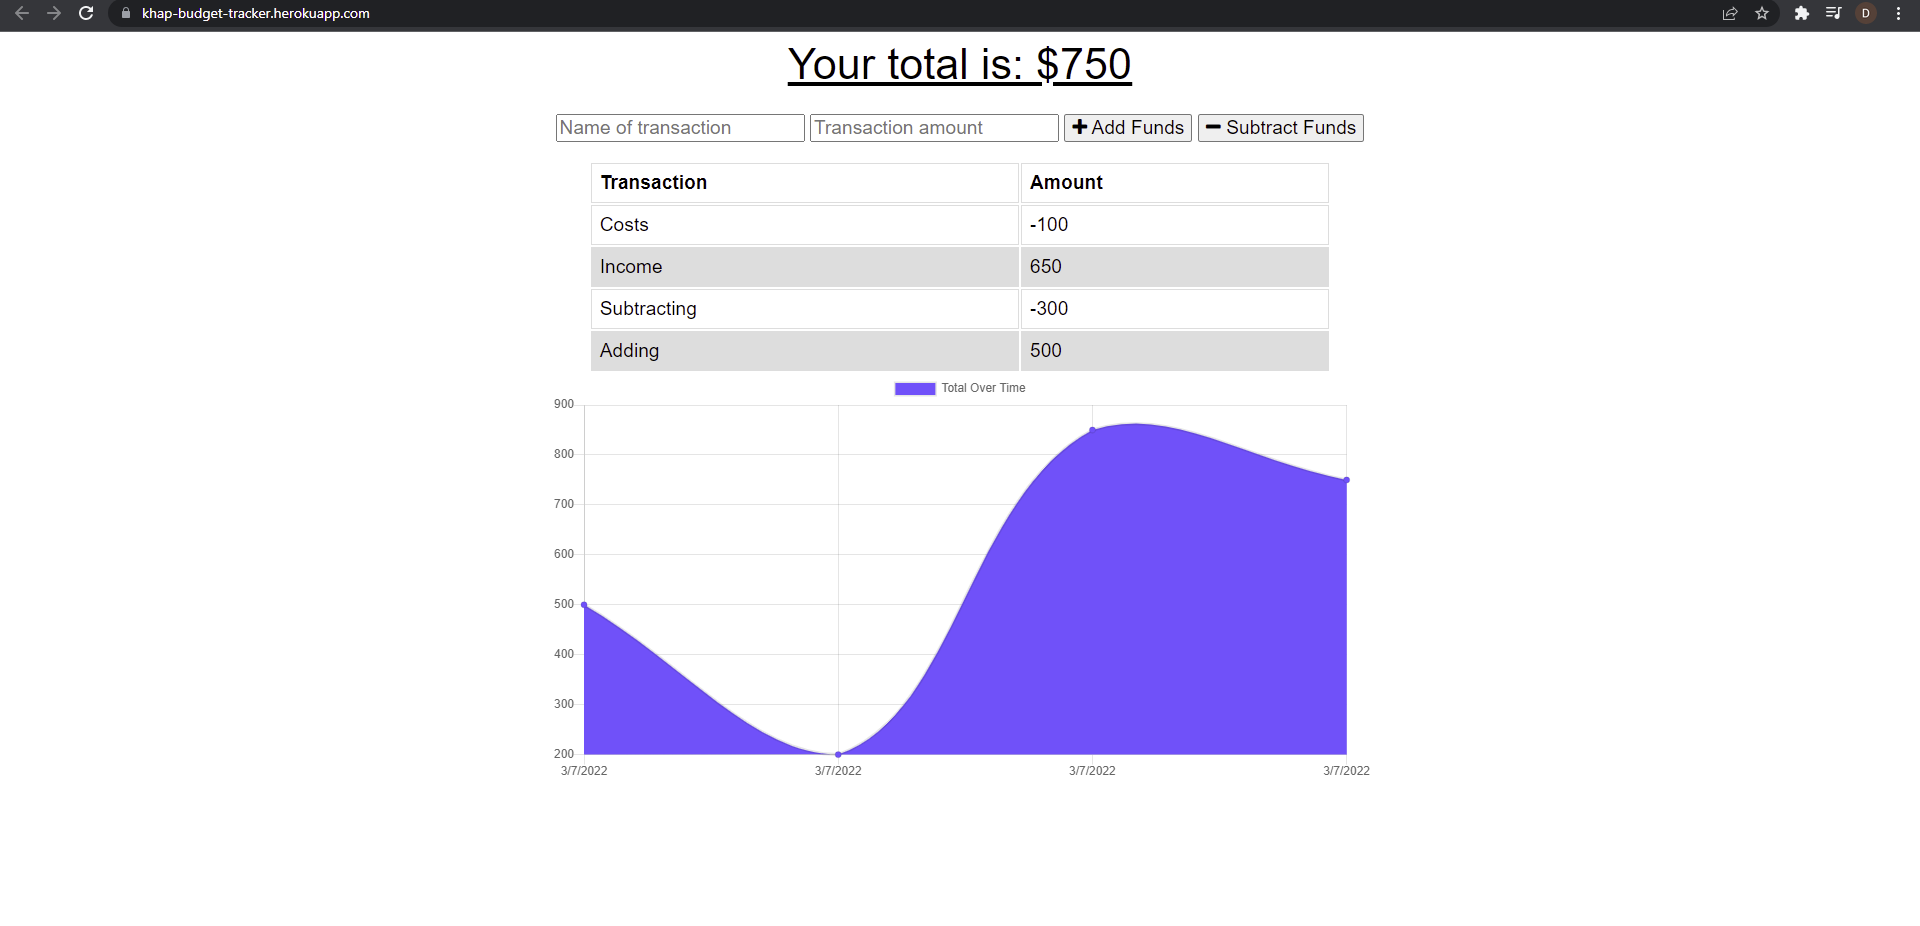 khap-budget-tracker.herokuapp.com
D
Your total is: $750
Name of transaction Transaction amount Add Funds Subtract Funds
Transaction Amount
Costs -100
Income 650
Subtracting -300
Adding 500
Total Over Time
900
800
700
600
500
400
300
200
3/7/2022 3/7/2022 3/7/2022 3/7/2022